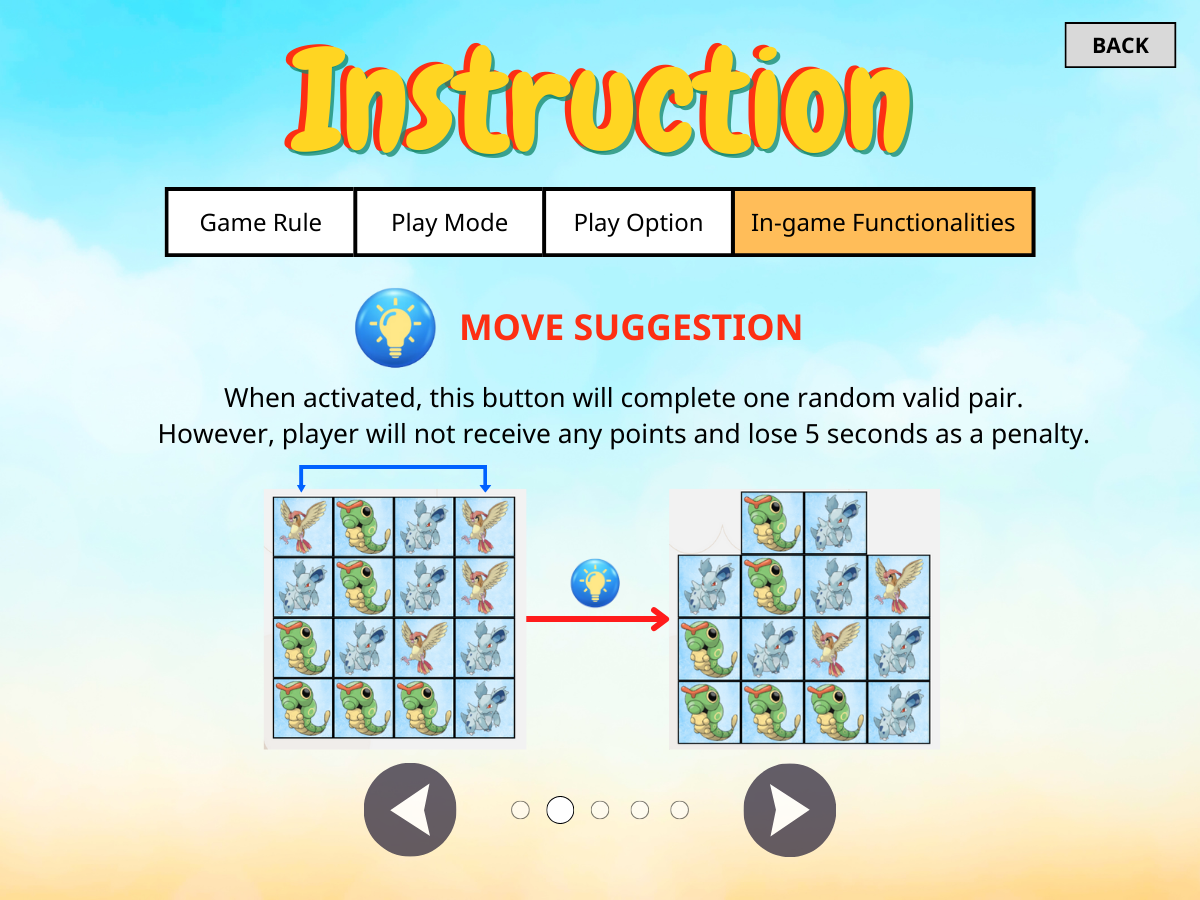 Instruction
BACK
Game Rule
Play Mode
Play Option
In-game Functionalities
MOVE SUGGESTION
When activated, this button will complete one random valid pair.
However, player will not receive any points and lose 5 seconds as a penalty.